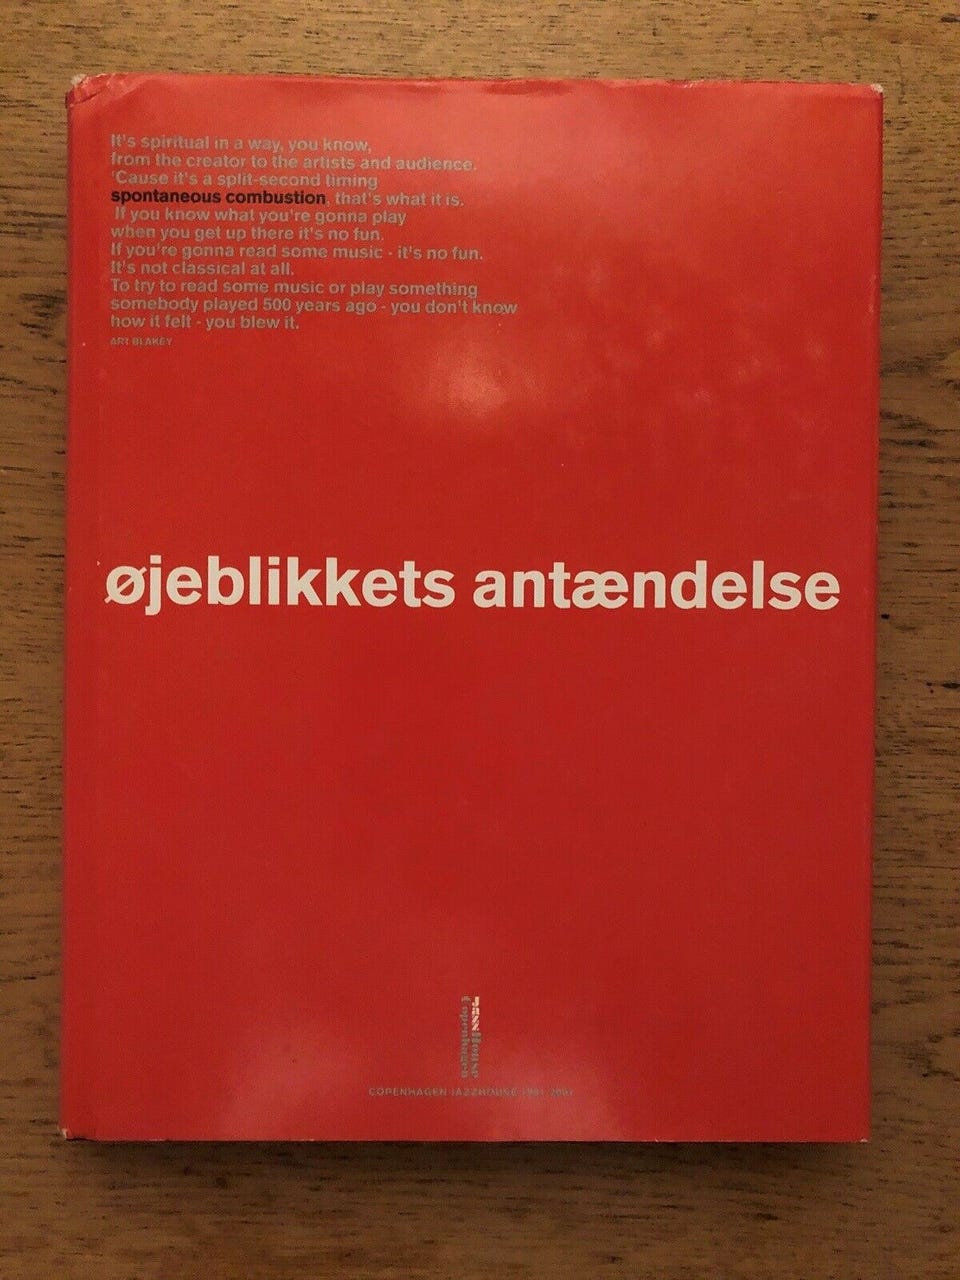 It's spiritual in a way, you know,
from the creator to the artists and audience.
'Cause it's a split-second timing
spontaneous combustion, that's what it is.
If you know what you're gonna play
when you get up there it's no fun.
If you're gonna read some music - it's no fun.
It's not classical at all.
To try to read some music or play something
somebody played 500 years ago - you don't know
how it felt - you blew it.
ART BLAKEY
øjeblikkets antændelse
JazzHouse
Copenhagen
COPENHAGEN JAZZHOUSE 1991-2001